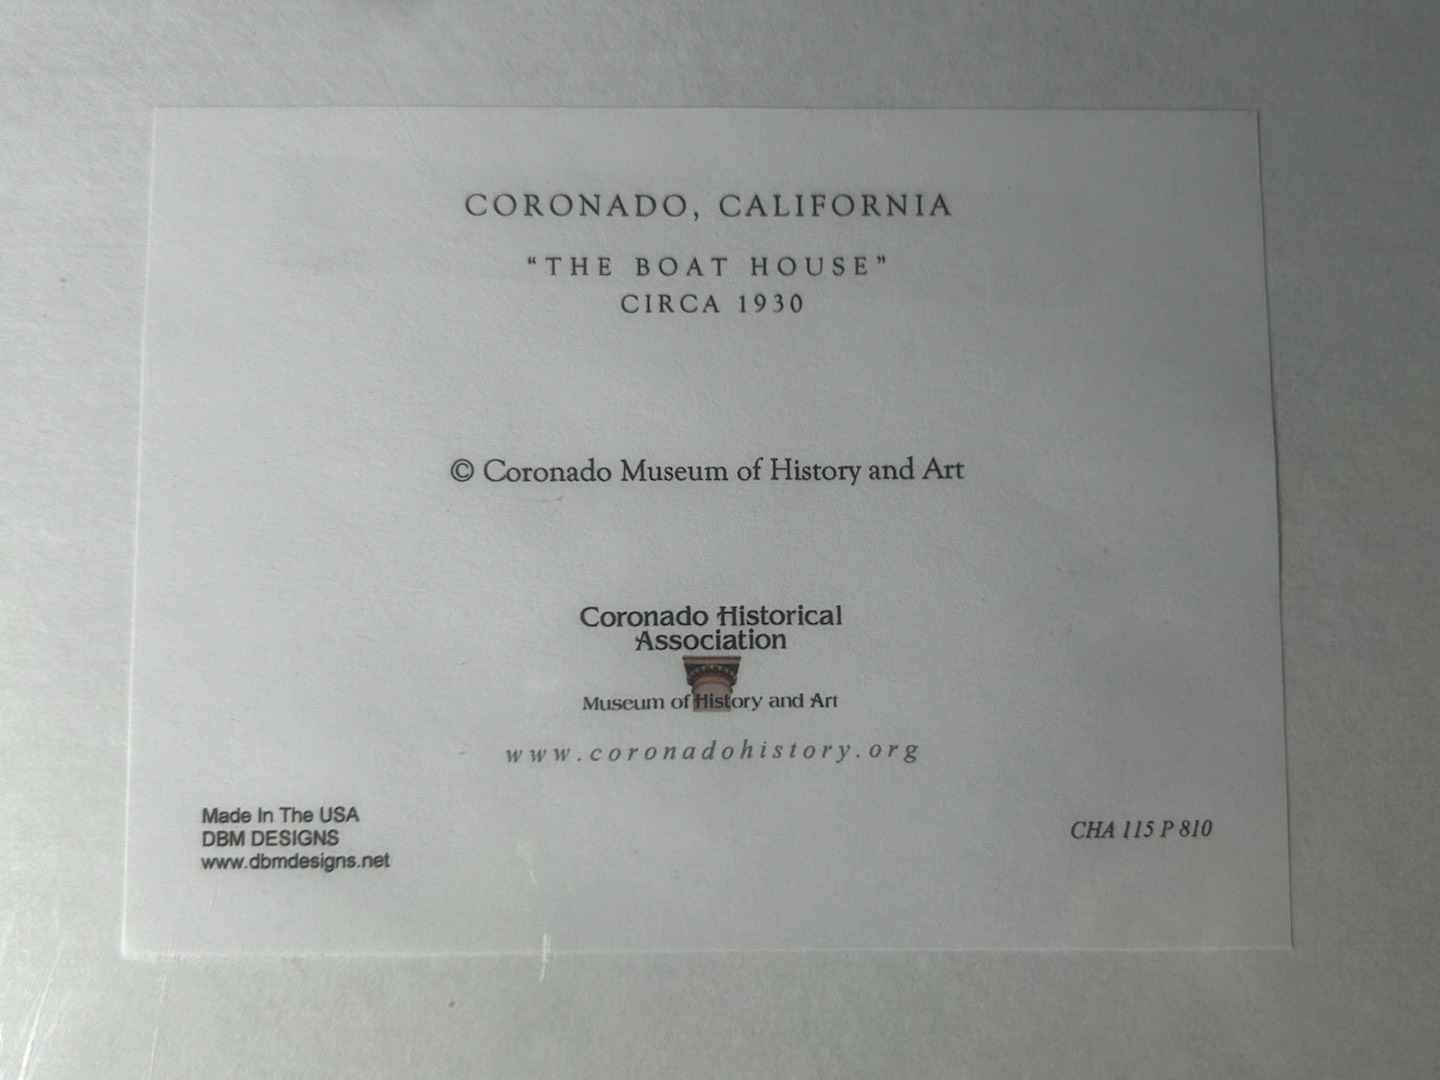 CORONADO, CALIFORNIA
“THE BOAT HOUSE”
CIRCA 1930
© Coronado Museum of History and Art
Coronado Historical
Association
Museum of History and Art
www.coronadohistory.org
Made In The USA
DBM DESIGNS
www.dbmdesigns.net
CHA 115 P 810